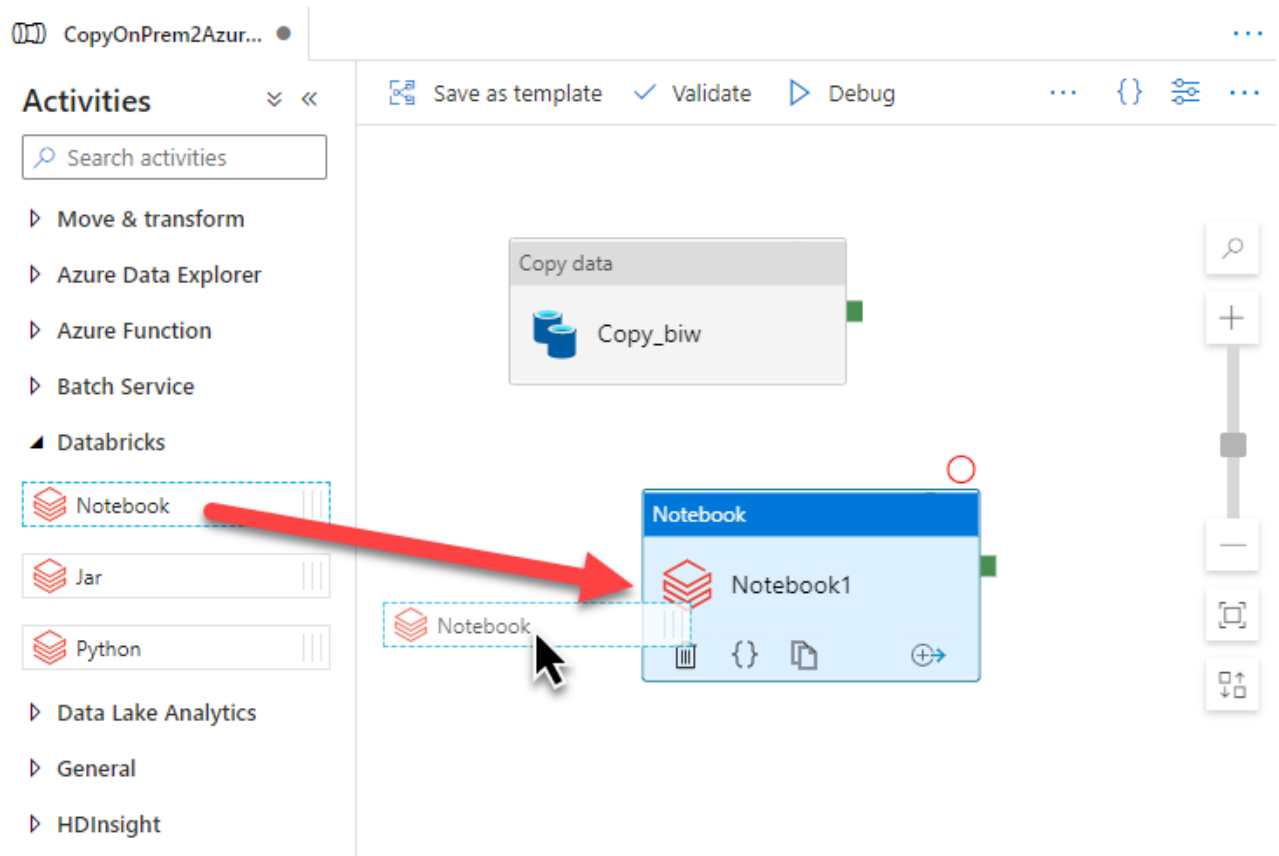 CopyOnPrem2Azur...
Activities
Search activities
Move & transform
Azure Data Explorer
Azure Function
Batch Service
Databricks
Notebook
Jar
Python
Data Lake Analytics
General
HDInsight
Save as template
Validate
Debug
Copy data
Copy_biw
Notebook
Notebook1
Notebook